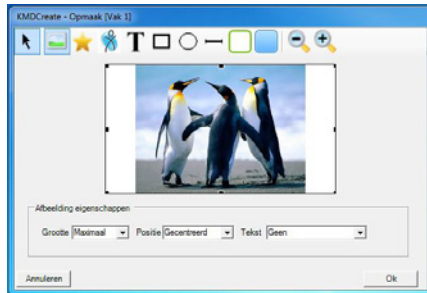 KMDCreate - Opmaak [Vak 1]
T
Afbeelding eigenschappen
Grootte Maximaal Positie Gecentreerd Tekst Geen
Annuleren Ok